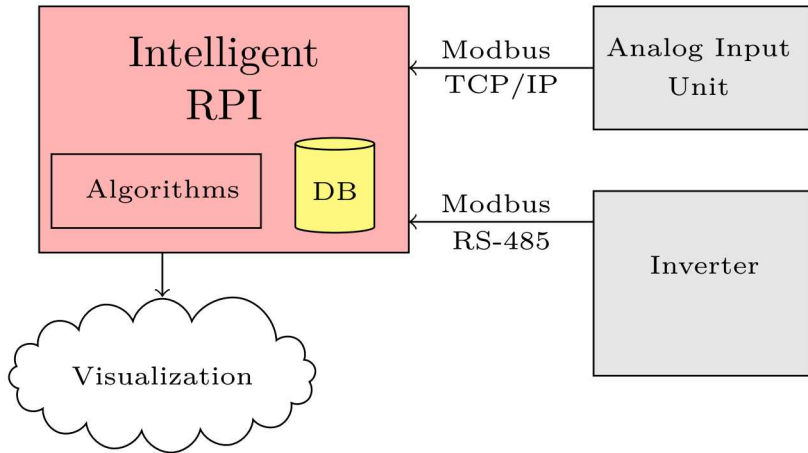 Intelligent
RPI
Algorithms
DB
Modbus
TCP/IP
Analog Input
Unit
Modbus
RS-485
Inverter
Visualization